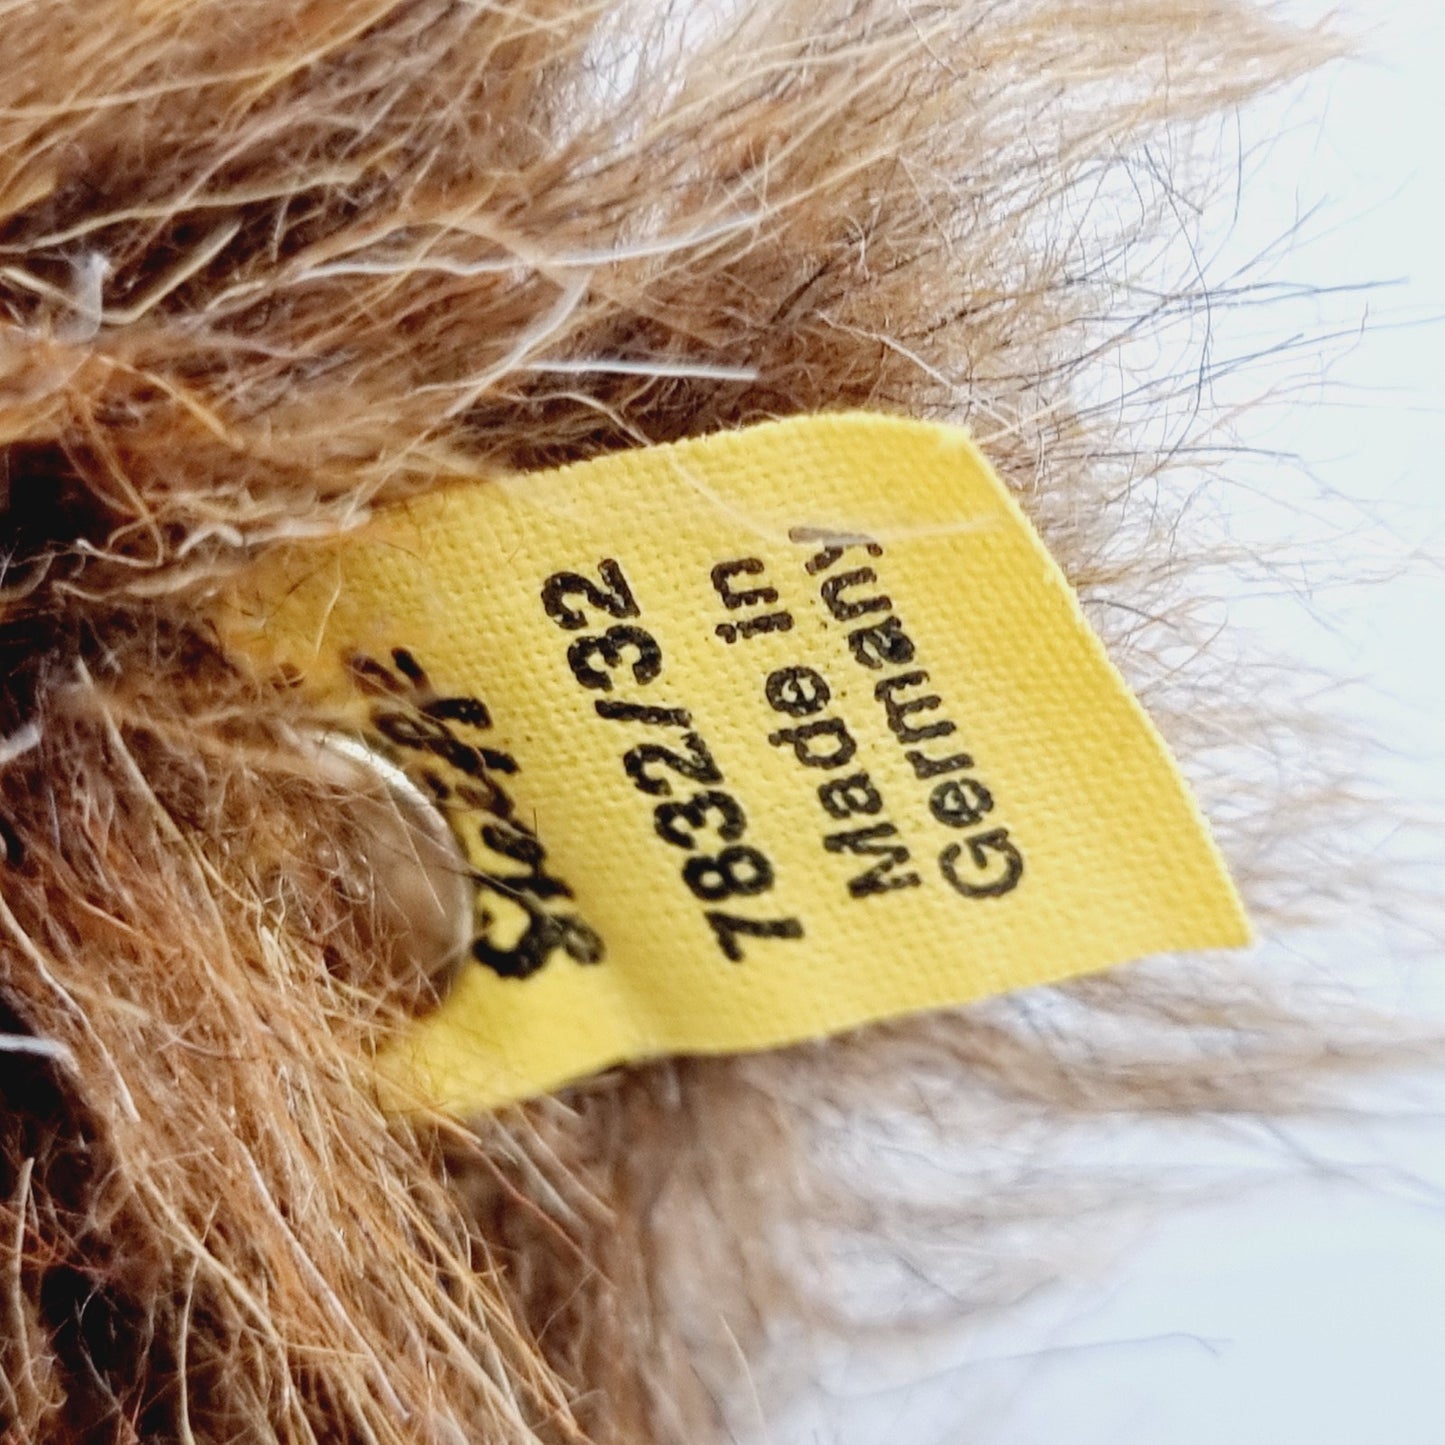 Steiff
7832/32
Made in
Germany